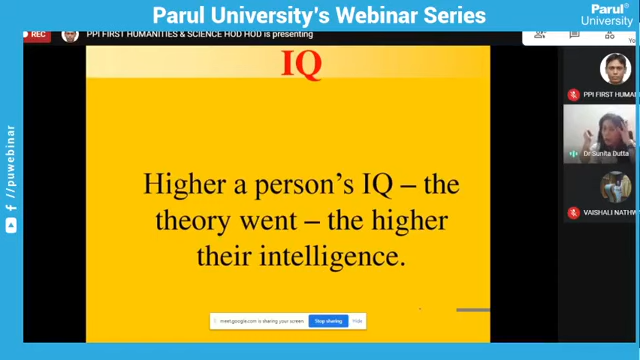 Parul University's Webinar Series
Parul®
University
REC
PPI FIRST HUMANITIES & SCIENCE HOD HOD is presenting
IQ
Higher a person's IQ – the
theory went – the higher
their intelligence.
meet.google.com is sharing your screen.
Stop sharing
Hide
PPI FIRST HUMAN
Dr Sunita Dutta
VAISHALI NATHW
/puwebinar